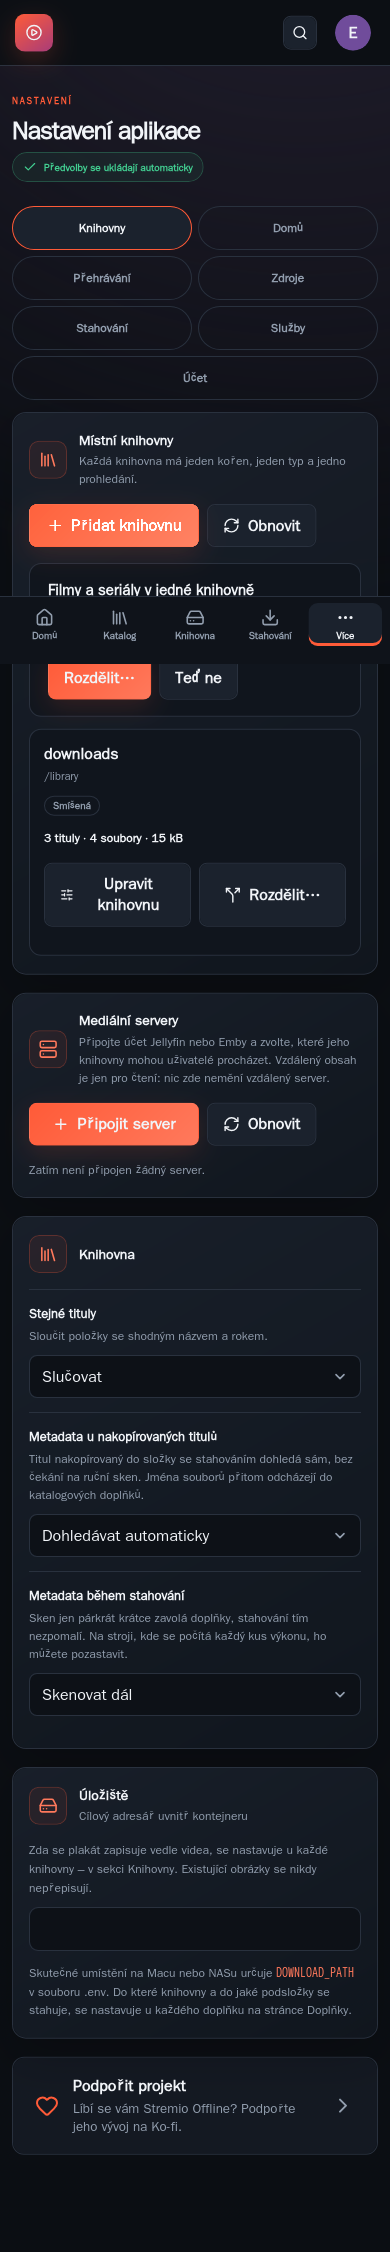 E
NASTAVENÍ
Nastavení aplikace
Předvolby se ukládají automaticky
Knihovny
Domů
Přehrávání
Zdroje
Stahování
Služby
Účet
Místní knihovny
Každá knihovna má jeden kořen, jeden typ a jedno
prohledání.
Přidat knihovnu
Obnovit
Filmy a seriály v jedné knihovně
Domů
Katalog
Knihovna
Stahování
Více
Rozdělit…
Teď ne
downloads
/library
Smíšená
3 tituly · 4 soubory · 15 kB
Upravit
knihovnu
Rozdělit…
Mediální servery
Připojte účet Jellyfin nebo Emby a zvolte, které jeho
knihovny mohou uživatelé procházet. Vzdálený obsah
je jen pro čtení: nic zde nemění vzdálený server.
Připojit server
Obnovit
Zatím není připojen žádný server.
Knihovna
Stejné tituly
Sloučit položky se shodným názvem a rokem.
Slučovat
Metadata u nakopírovaných titulů
Titul nakopírovaný do složky se stahováním dohledá sám, bez
čekání na ruční sken. Jména souborů přitom odcházejí do
katalogových doplňků.
Dohledávat automaticky
Metadata během stahování
Sken jen párkrát krátce zavolá doplňky, stahování tím
nezpomalí. Na stroji, kde se počítá každý kus výkonu, ho
můžete pozastavit.
Skenovat dál
Úložiště
Cílový adresář uvnitř kontejneru
Zda se plakát zapisuje vedle videa, se nastavuje u každé
knihovny — v sekci Knihovny. Existující obrázky se nikdy
nepřepisují.
Skutečné umístění na Macu nebo NASu určuje DOWNLOAD_PATH
v souboru .env. Do které knihovny a do jaké podsložky se
stahuje, se nastavuje u každého doplňku na stránce Doplňky.
Podpořit projekt
Líbí se vám Stremio Offline? Podpořte
jeho vývoj na Ko-fi.